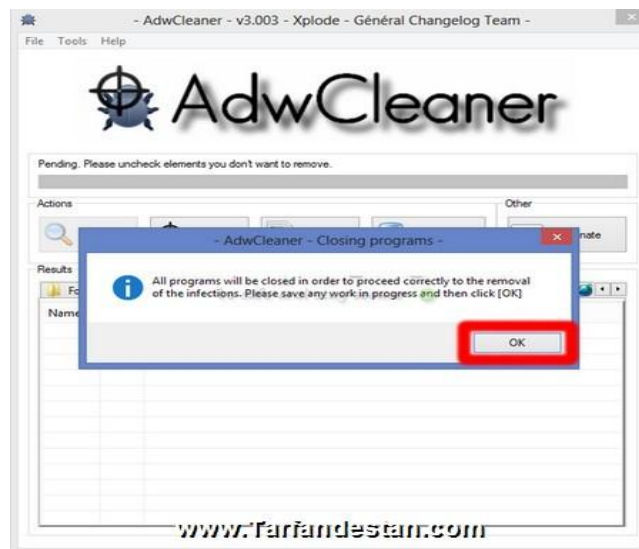 - AdwCleaner - v3.003 - Xplode - Général Changelog Team -
File Tools Help
AdwCleaner
Pending. Please uncheck elements you don't want to remove.
Actions
Other
nate
- AdwCleaner - Closing programs -
Results
Fo
Name
All programs will be closed in order to proceed correctly to the removal
of the infections. Please save any work in progress and then click [OK]
OK
www.Tarfandestan.com